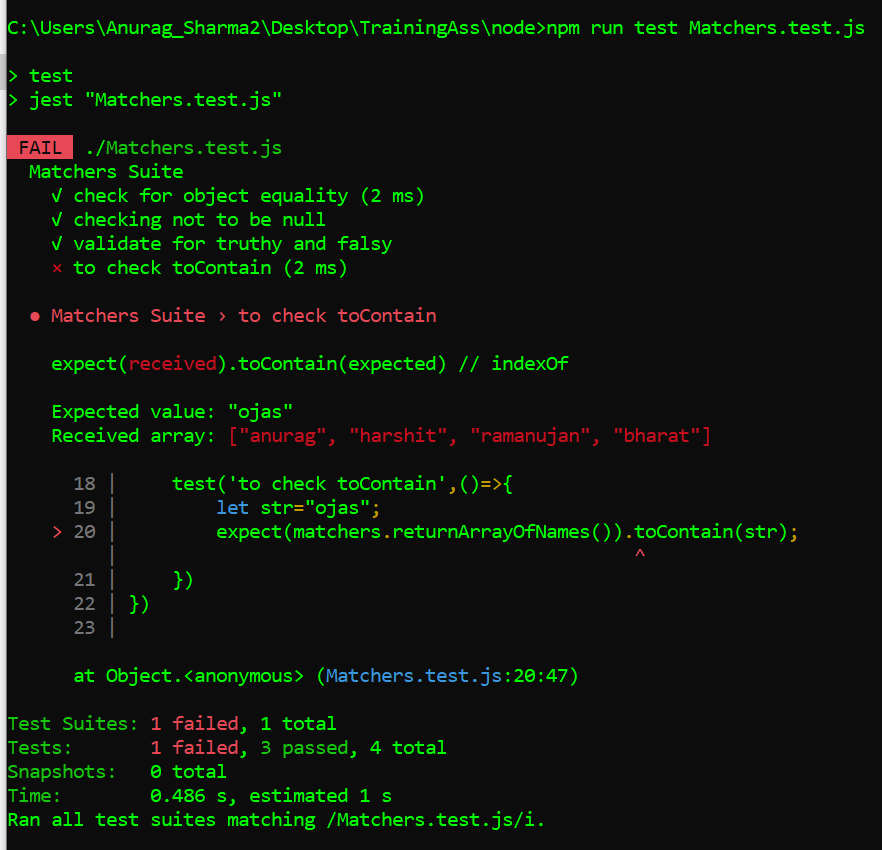 C:\Users\Anurag_Sharma2\Desktop\TrainingAss\node>npm run test Matchers.test.js
> test
> jest "Matchers.test.js"
FAIL ./Matchers.test.js
Matchers Suite
√ check for object equality (2 ms)
√ checking not to be null
√ validate for truthy and falsy
× to check toContain (2 ms)
● Matchers Suite › to check toContain
expect(received).toContain(expected) // indexOf
Expected value: "ojas"
Received array: ["anurag", "harshit", "ramanujan", "bharat"]
18 |     test('to check toContain',()=>{
19 |         let str="ojas";
> 20 |         expect(matchers.returnArrayOfNames()).toContain(str);
|                                               ^
21 |     })
22 | })
23 |
at Object.<anonymous> (Matchers.test.js:20:47)
Test Suites: 1 failed, 1 total
Tests:       1 failed, 3 passed, 4 total
Snapshots:   0 total
Time:        0.486 s, estimated 1 s
Ran all test suites matching /Matchers.test.js/i.